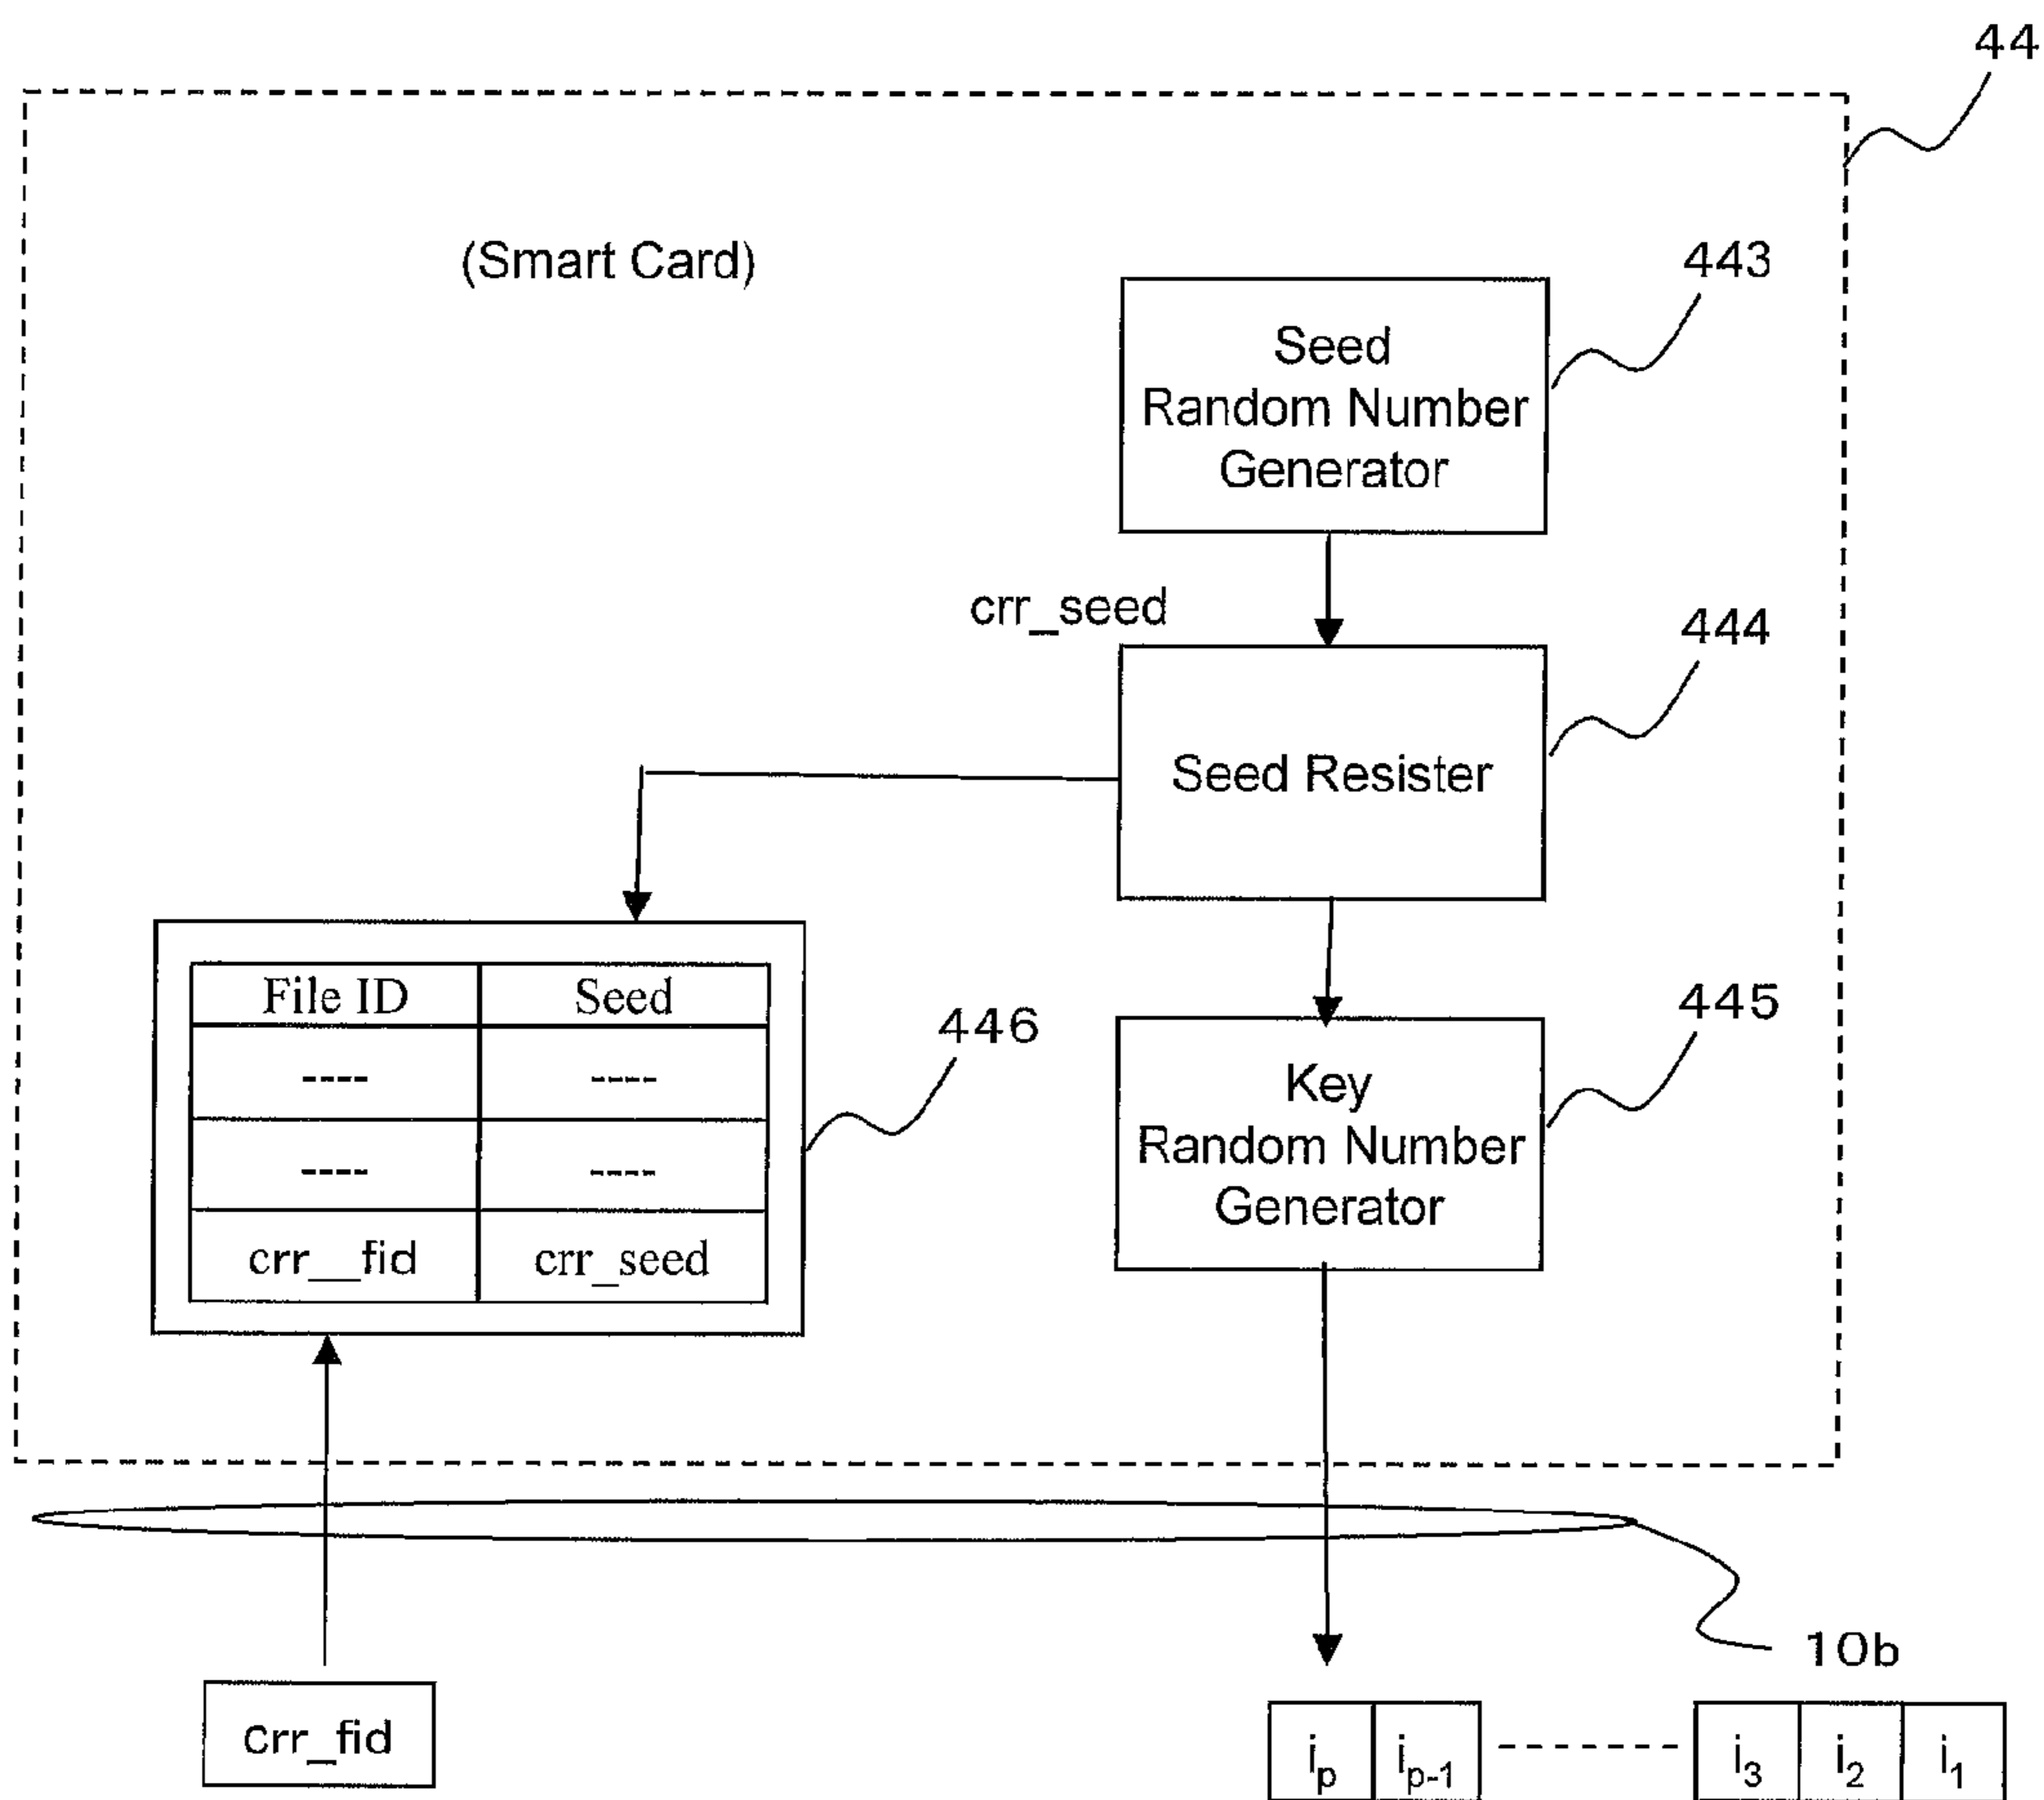 44
(Smart Card)
443
Seed
Random Number
Generator
crr_seed
444
Seed Resister
File ID Seed
---- ----
---- ----
crr__fid crr_seed
446
445
Key
Random Number
Generator
10b
crr_fid
ip ip-1 -------- i3 i2 i1